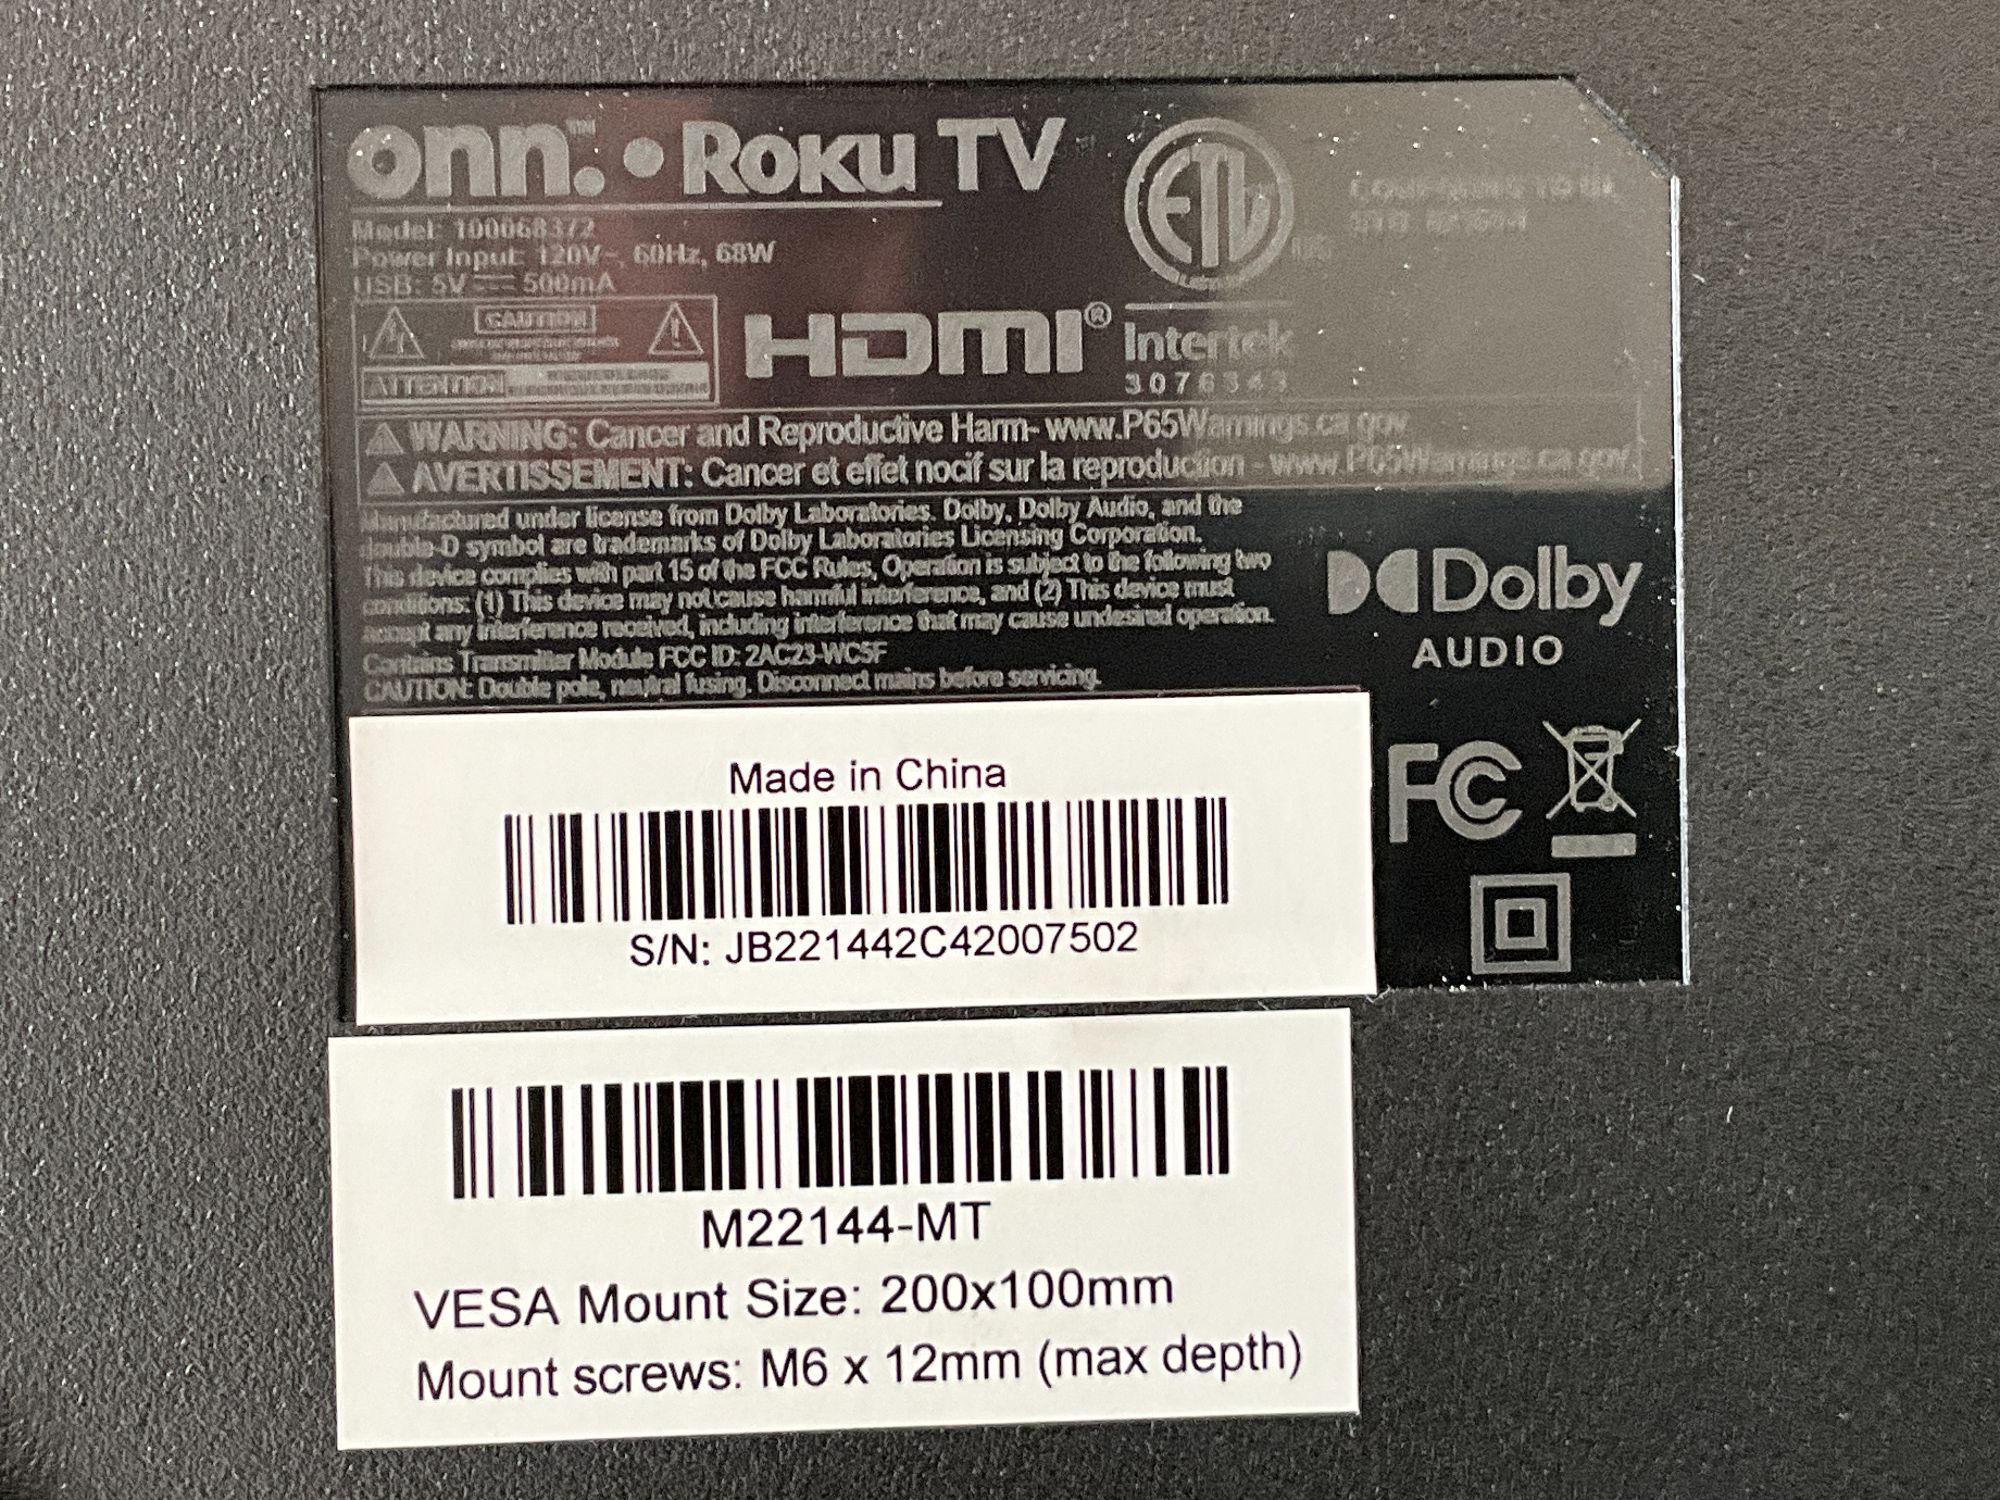 onn.™ • Roku TV
Model: 100068372
Power Input: 120V~, 60Hz, 68W
USB: 5V ⎓ 500mA
CAUTION
ATTENTION
HDMI®
ETL
US
Intertek
3076343
CONFORMS TO UL
STD
WARNING: Cancer and Reproductive Harm- www.P65Warnings.ca.gov
AVERTISSEMENT: Cancer et effet nocif sur la reproduction - www.P65Warnings.ca.gov
Manufactured under license from Dolby Laboratories. Dolby, Dolby Audio, and the
double-D symbol are trademarks of Dolby Laboratories Licensing Corporation.
This device complies with part 15 of the FCC Rules, Operation is subject to the following two
conditions: (1) This device may not cause harmful interference, and (2) This device must
accept any interference received, including interference that may cause undesired operation.
Contains Transmitter Module FCC ID: 2AC23-WC5F
CAUTION: Double pole, neutral fusing. Disconnect mains before servicing.
Dolby
AUDIO
FC
Made in China
S/N: JB221442C42007502
M22144-MT
VESA Mount Size: 200x100mm
Mount screws: M6 x 12mm (max depth)